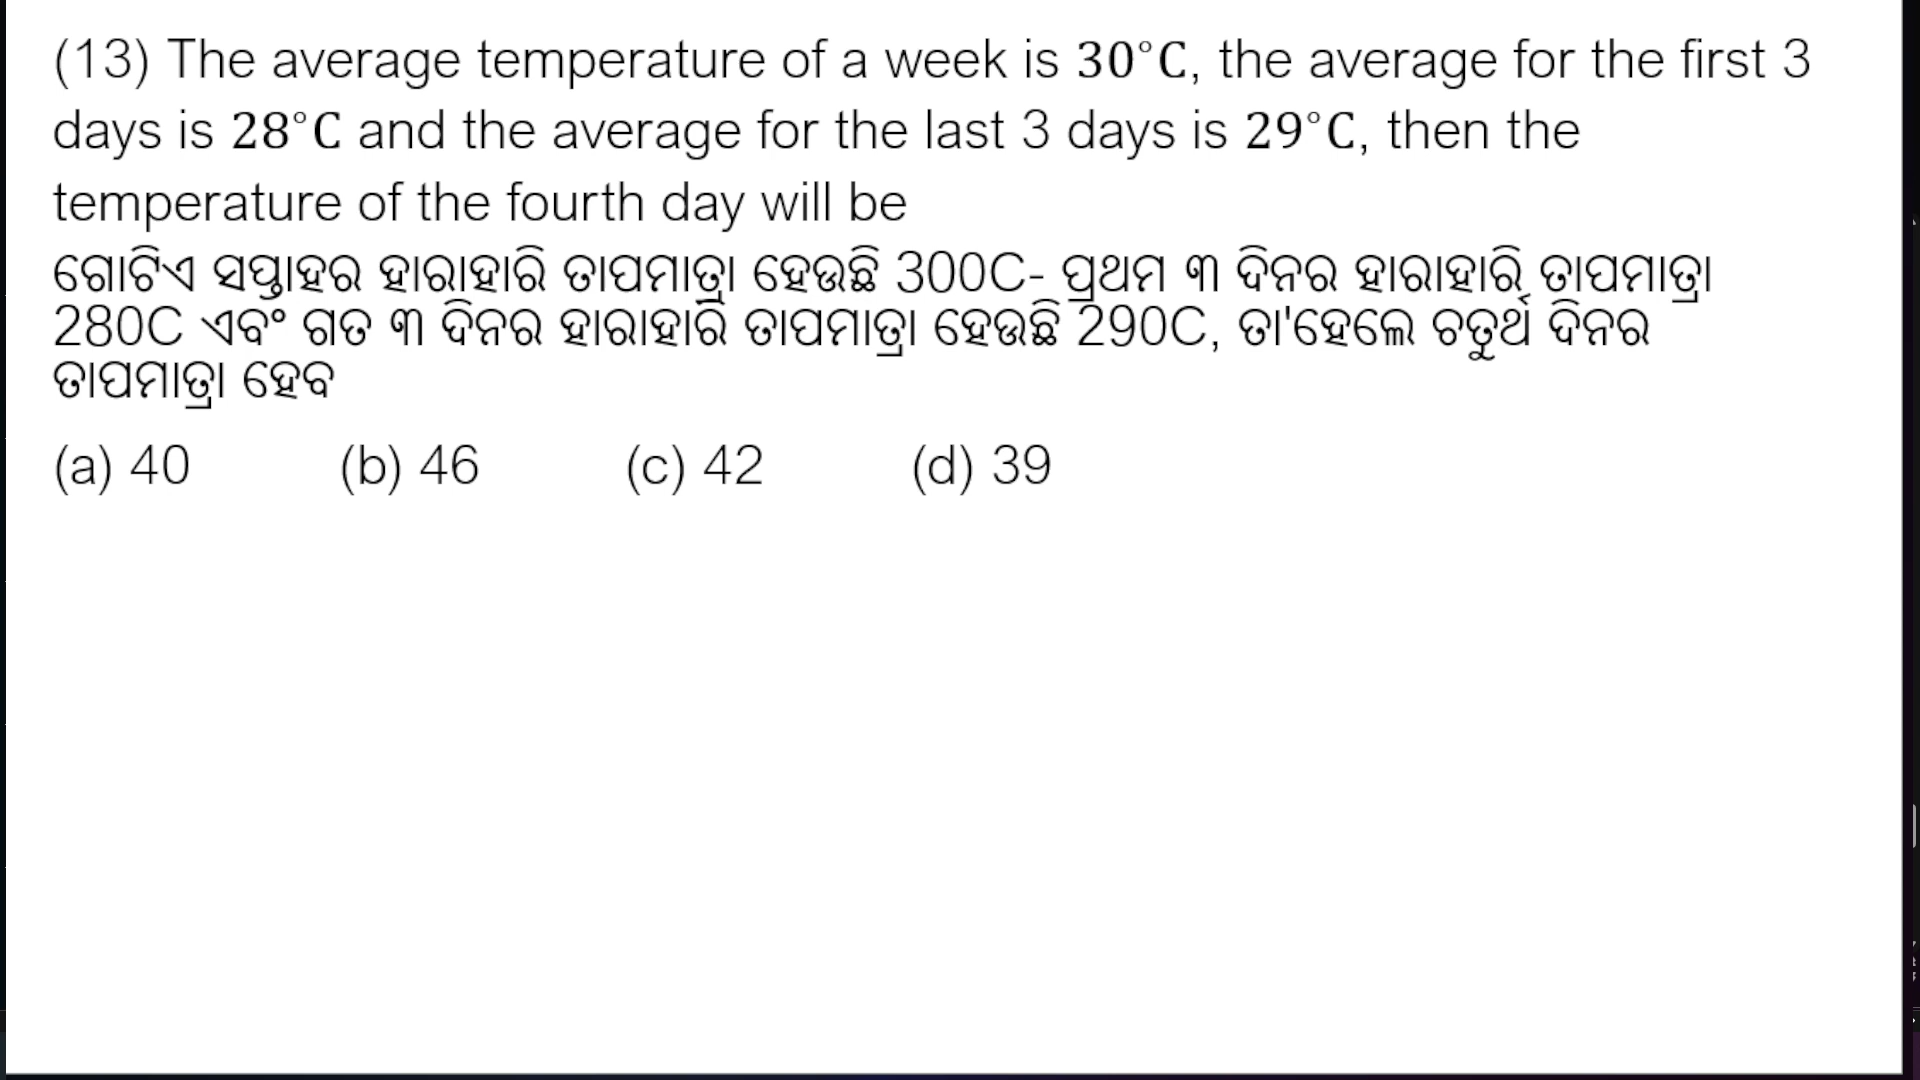 (13) The average temperature of a week is 30°C, the average for the first 3
days is 28°C and the average for the last 3 days is 29°C, then the
temperature of the fourth day will be
ଗୋଟିଏ ସପ୍ତାହର ହାରାହାରି ତାପମାତ୍ରା ହେଉଛି 300C- ପ୍ରଥମ ୩ ଦିନର ହାରାହାରି ତାପମାତ୍ରା
280C ଏବଂ ଗତ ୩ ଦିନର ହାରାହାରି ତାପମାତ୍ରା ହେଉଛି 290C, ତା'ହେଲେ ଚତୁର୍ଥ ଦିନର
ତାପମାତ୍ରା ହେବ
(a) 40 (b) 46 (c) 42 (d) 39